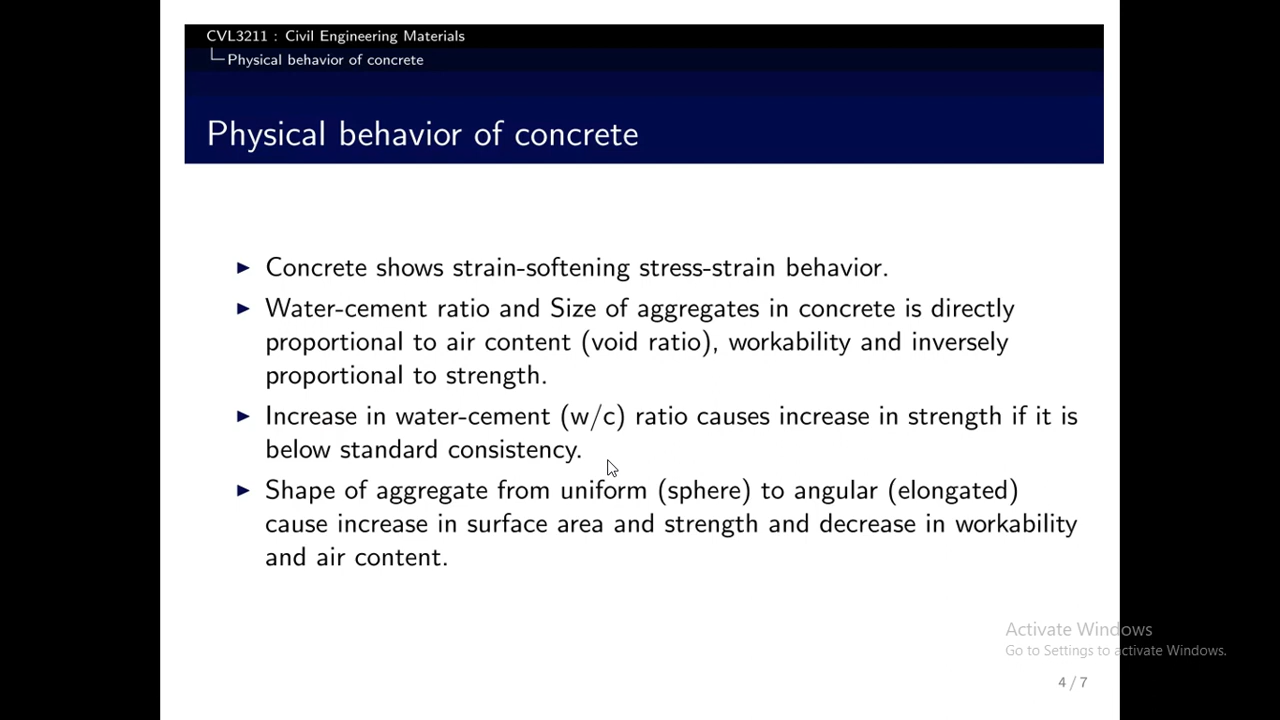 CVL3211 : Civil Engineering Materials
Physical behavior of concrete
Physical behavior of concrete
▶ Concrete shows strain-softening stress-strain behavior.
▶ Water-cement ratio and Size of aggregates in concrete is directly
proportional to air content (void ratio), workability and inversely
proportional to strength.
▶ Increase in water-cement (w/c) ratio causes increase in strength if it is
below standard consistency.
▶ Shape of aggregate from uniform (sphere) to angular (elongated)
cause increase in surface area and strength and decrease in workability
and air content.
Activate Windows
Go to Settings to activate Windows.
4 / 7